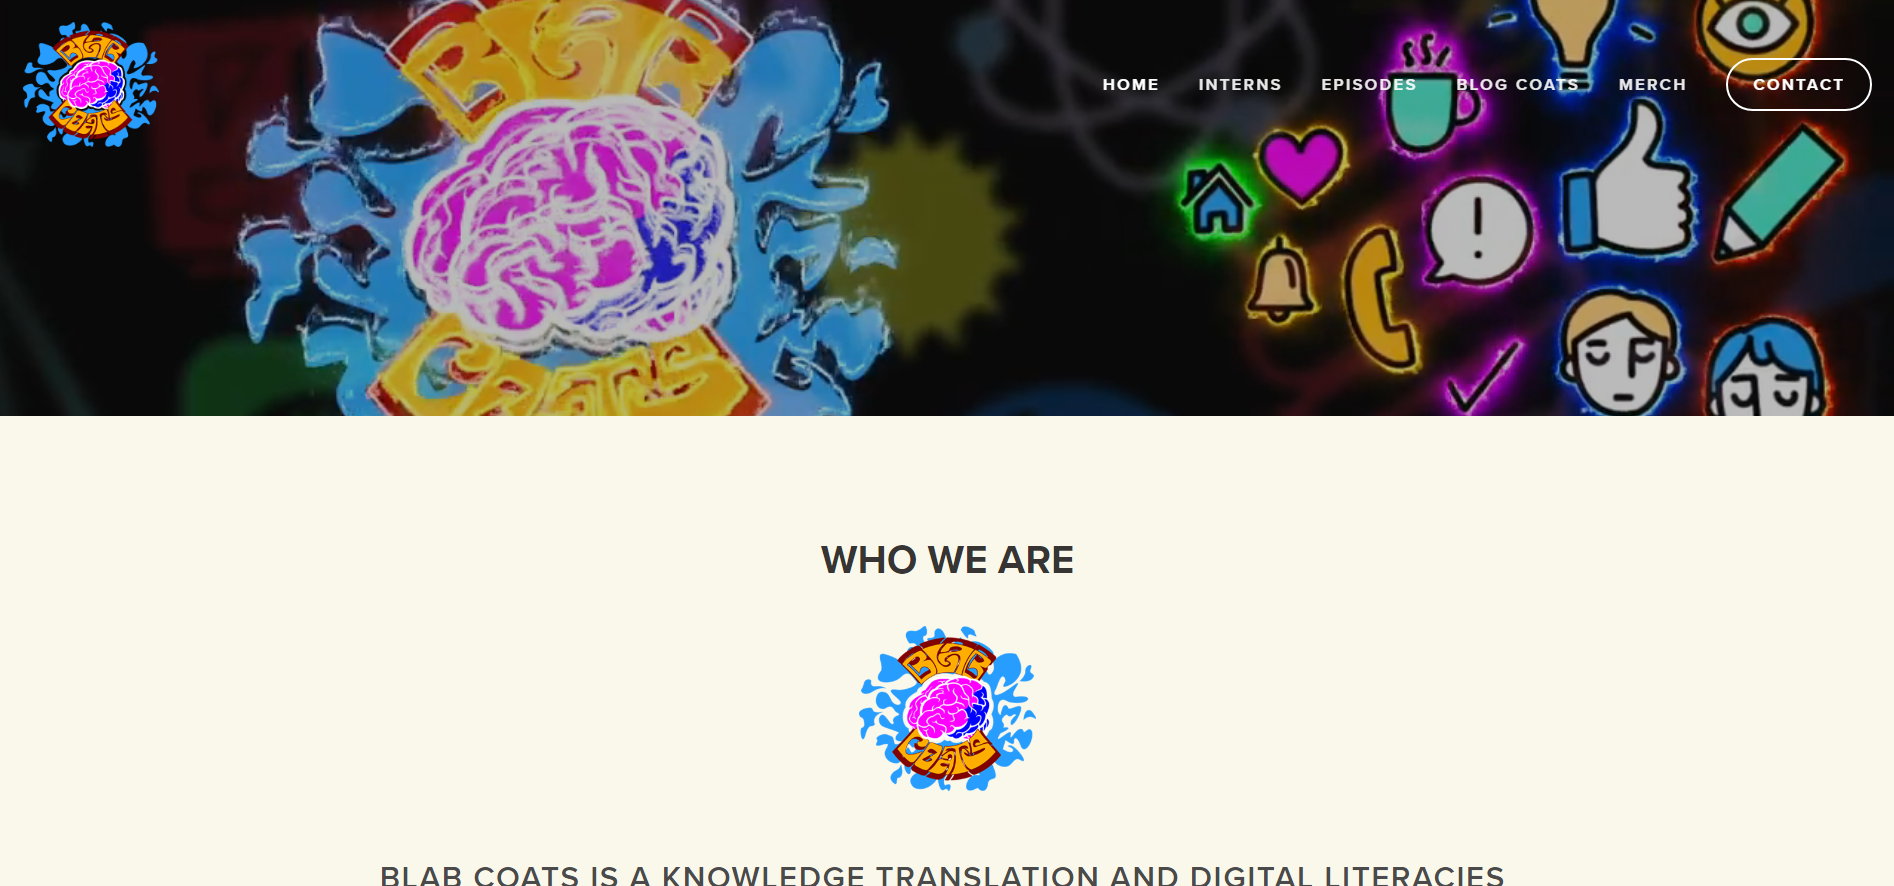 BLAB
COATS
HOME INTERNS EPISODES BLOG COATS MERCH CONTACT
BLAB
COATS
WHO WE ARE
BLAB
COATS
BLAB COATS IS A KNOWLEDGE TRANSLATION AND DIGITAL LITERACIES